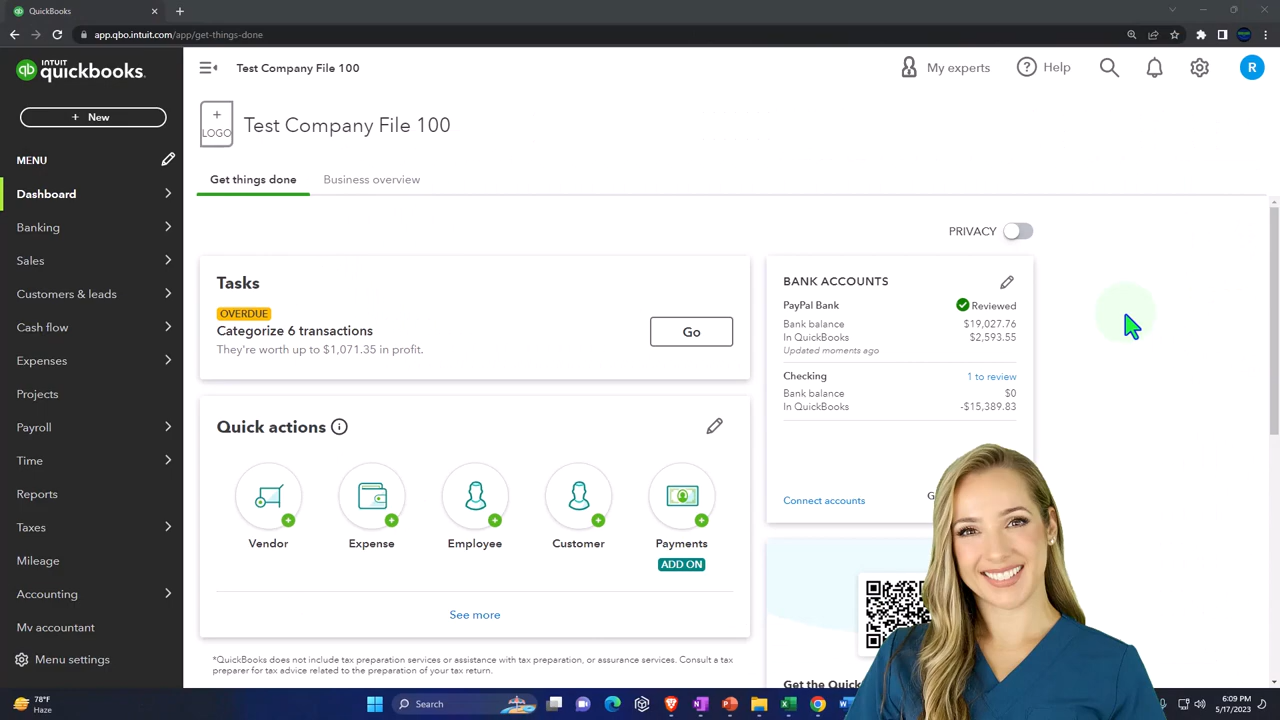 QuickBooks
app.qbo.intuit.com/app/get-things-done
INTUIT
quickbooks.
Test Company File 100
My experts
Help
R
+ New
+
LOGO
Test Company File 100
MENU
Get things done
Business overview
Dashboard
Banking
Sales
Customers & leads
Cash flow
Expenses
Projects
Payroll
Time
Reports
Taxes
Mileage
Accounting
My accountant
Menu settings
PRIVACY
Tasks
OVERDUE
Categorize 6 transactions
They're worth up to $1,071.35 in profit.
Go
BANK ACCOUNTS
PayPal Bank
Reviewed
Bank balance
$19,027.76
In QuickBooks
$2,593.55
Updated moments ago
Checking
1 to review
Bank balance
$0
In QuickBooks
-$15,389.83
Connect accounts
G
Quick actions
Vendor
Expense
Employee
Customer
Payments
ADD ON
See more
*QuickBooks does not include tax preparation services or assistance with tax preparation, or assurance services. Consult a tax
preparer for tax advice related to the preparation of your tax return.
Get the Quick
78°F
Haze
Search
6:09 PM
5/17/2023